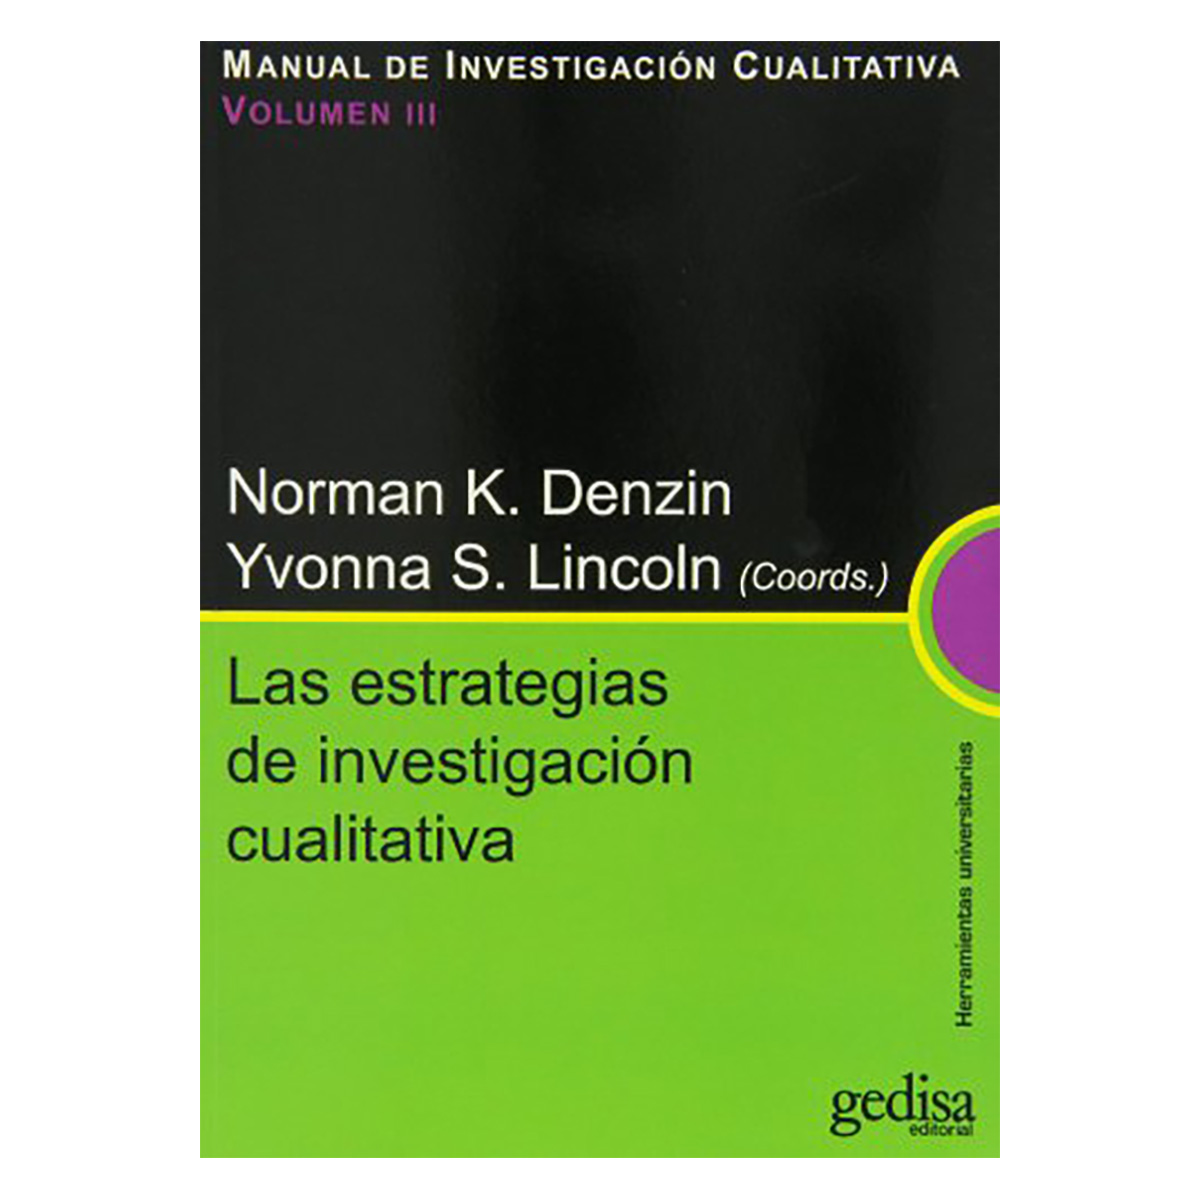 MANUAL DE INVESTIGACIÓN CUALITATIVA
VOLUMEN III
Norman K. Denzin
Yvonna S. Lincoln (Coords.)
Las estrategias
de investigación
cualitativa
Herramientas universitarias
gedisa
editorial